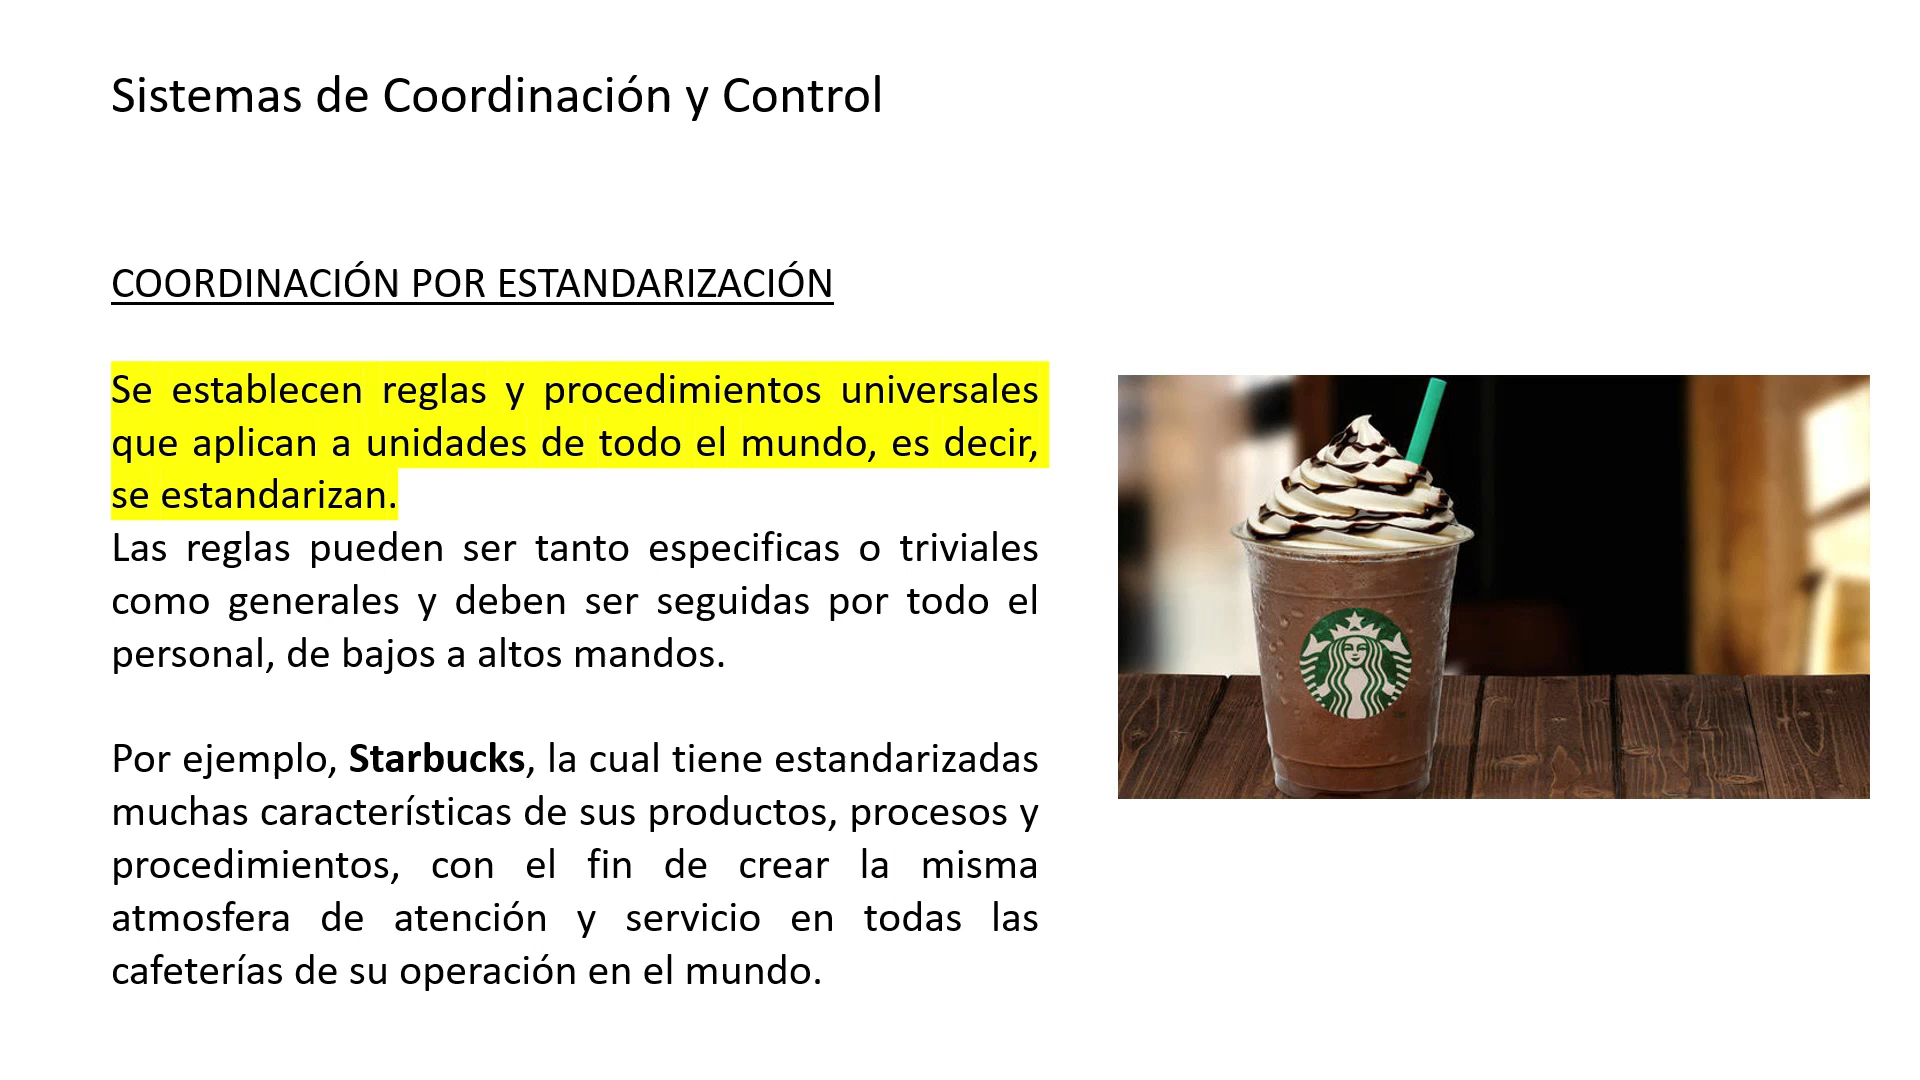 Sistemas de Coordinación y Control
COORDINACIÓN POR ESTANDARIZACIÓN
Se establecen reglas y procedimientos universales
que aplican a unidades de todo el mundo, es decir,
se estandarizan.
Las reglas pueden ser tanto especificas o triviales
como generales y deben ser seguidas por todo el
personal, de bajos a altos mandos.
Por ejemplo, Starbucks, la cual tiene estandarizadas
muchas características de sus productos, procesos y
procedimientos, con el fin de crear la misma
atmosfera de atención y servicio en todas las
cafeterías de su operación en el mundo.